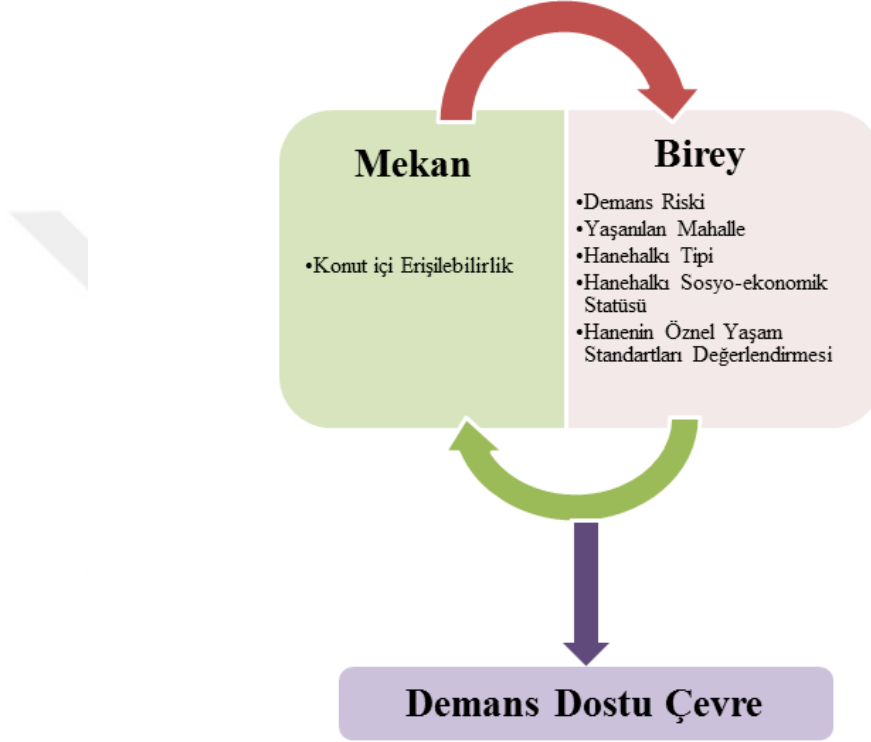 Mekan
•Konut içi Erişilebilirlik
Birey
•Demans Riski
•Yaşanılan Mahalle
•Hanehalkı Tipi
•Hanehalkı Sosyo-ekonomik
Statüsü
•Hanenin Öznel Yaşam
Standartları Değerlendirmesi
Demans Dostu Çevre